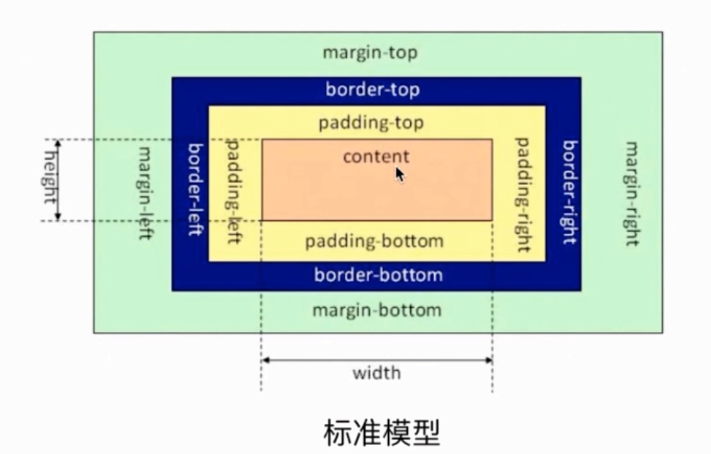 margin-top
border-top
padding-top
content
height
margin-left
border-left
padding-left
padding-right
border-right
margin-right
padding-bottom
border-bottom
margin-bottom
width
标准模型